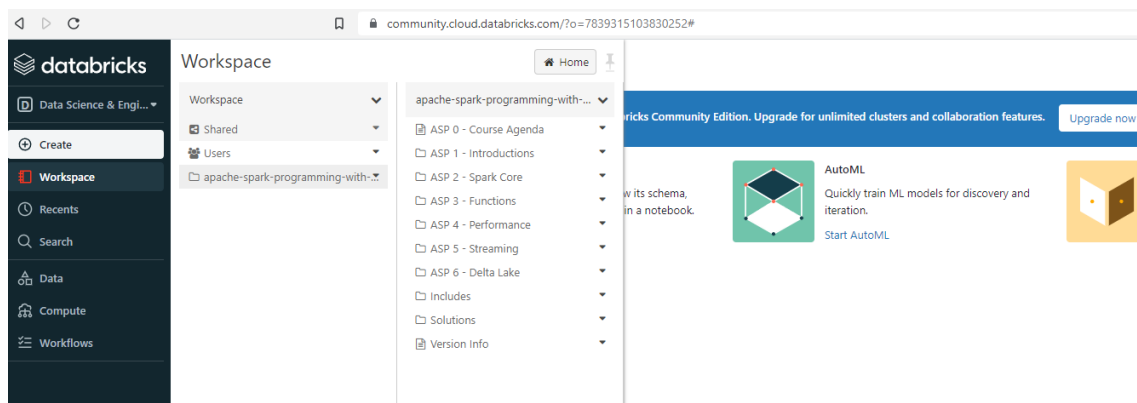 community.cloud.databricks.com/?o=7839315103830252#
databricks
D Data Science & Engi...
Create
Workspace
Recents
Search
Data
Compute
Workflows
Workspace
Home
Workspace
Shared
Users
apache-spark-programming-with-...
apache-spark-programming-with-...
ASP 0 - Course Agenda
ASP 1 - Introductions
ASP 2 - Spark Core
ASP 3 - Functions
ASP 4 - Performance
ASP 5 - Streaming
ASP 6 - Delta Lake
Includes
Solutions
Version Info
ricks Community Edition. Upgrade for unlimited clusters and collaboration features.
Upgrade now
w its schema,
in a notebook.
AutoML
Quickly train ML models for discovery and
iteration.
Start AutoML